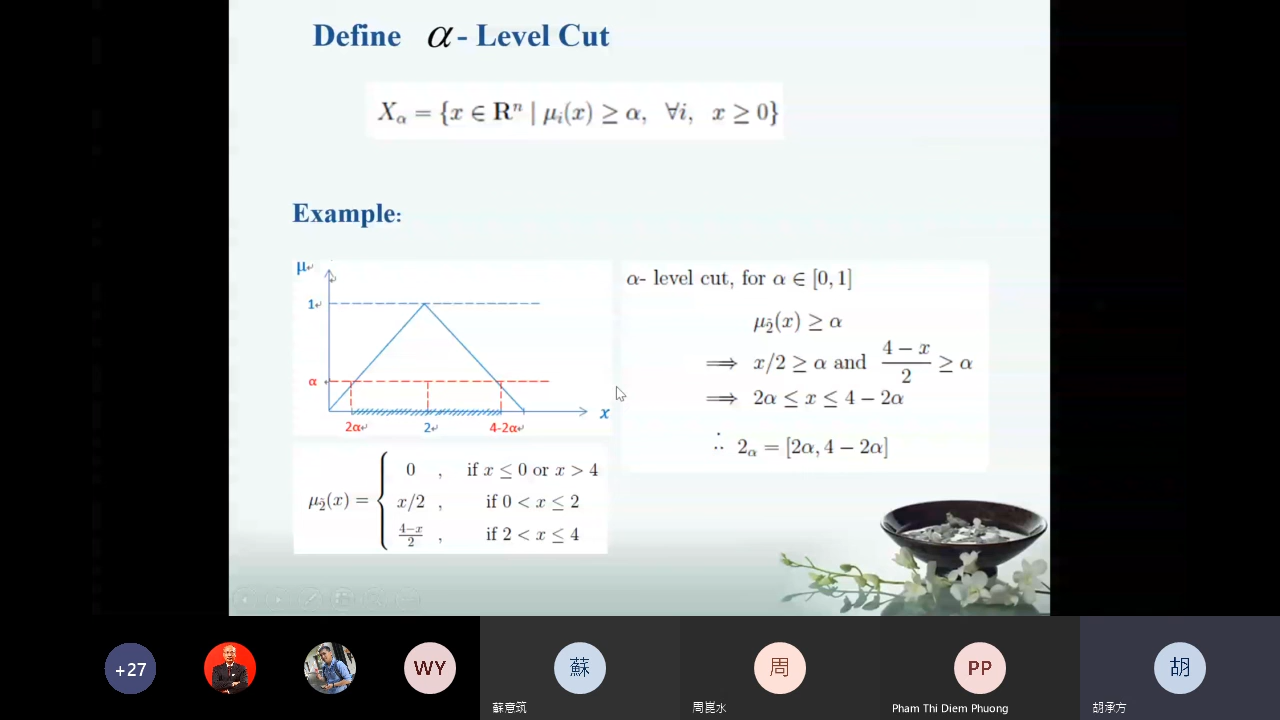 Define α - Level Cut
X_α = {x ∈ R^n | μ_i(x) ≥ α, ∀i, x ≥ 0}
Example:
μ
1
α
2α
2
4-2α
x
μ_2̃(x) = { 0 , if x ≤ 0 or x > 4
x/2 , if 0 < x ≤ 2
(4−x)/2 , if 2 < x ≤ 4
α- level cut, for α ∈ [0, 1]
μ_2̃(x) ≥ α
⟹ x/2 ≥ α and (4 − x)/2 ≥ α
⟹ 2α ≤ x ≤ 4 − 2α
∴ 2_α = [2α, 4 − 2α]
+27
WY
蘇
周
PP
胡
蘇意筑
周崑水
Pham Thi Diem Phuong
胡承方